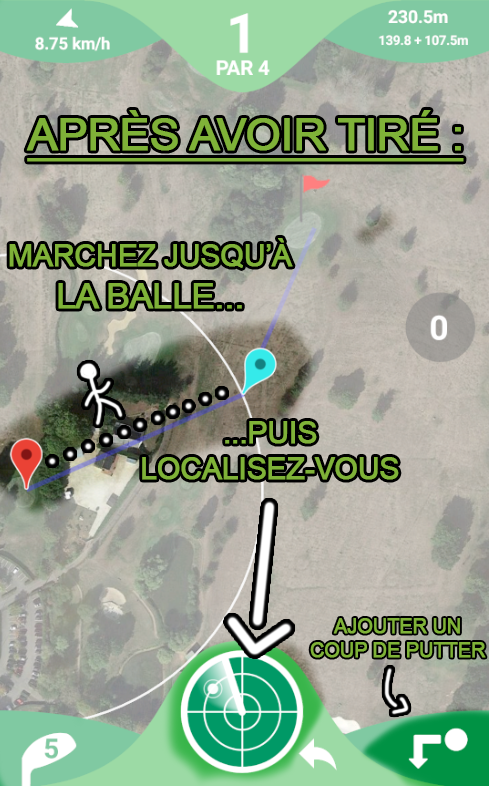 8.75 km/h
1
PAR 4
230.5m
139.8 + 107.5m
APRÈS AVOIR TIRÉ :
MARCHEZ JUSQU'À
LA BALLE...
0
...PUIS
LOCALISEZ-VOUS
AJOUTER UN
COUP DE PUTTER
5